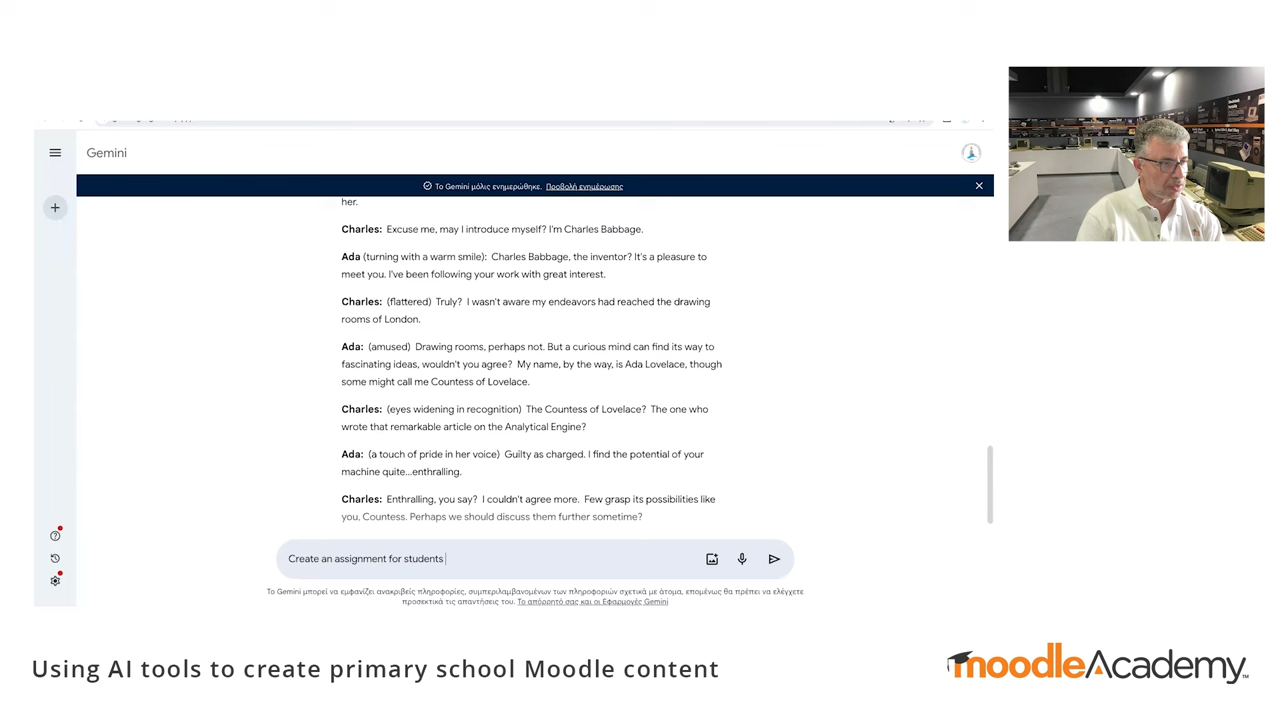 Gemini
Το Gemini μόλις ενημερώθηκε. Προβολή ενημέρωσης
her.
Charles: Excuse me, may I introduce myself? I'm Charles Babbage.
Ada (turning with a warm smile): Charles Babbage, the inventor? It's a pleasure to
meet you. I've been following your work with great interest.
Charles: (flattered) Truly? I wasn't aware my endeavors had reached the drawing
rooms of London.
Ada: (amused) Drawing rooms, perhaps not. But a curious mind can find its way to
fascinating ideas, wouldn't you agree? My name, by the way, is Ada Lovelace, though
some might call me Countess of Lovelace.
Charles: (eyes widening in recognition) The Countess of Lovelace? The one who
wrote that remarkable article on the Analytical Engine?
Ada: (a touch of pride in her voice) Guilty as charged. I find the potential of your
machine quite...enthralling.
Charles: Enthralling, you say? I couldn't agree more. Few grasp its possibilities like
you, Countess. Perhaps we should discuss them further sometime?
Create an assignment for students
Το Gemini μπορεί να εμφανίζει ανακριβείς πληροφορίες, συμπεριλαμβανομένων των πληροφοριών σχετικά με άτομα, επομένως θα πρέπει να ελέγχετε
προσεκτικά τις απαντήσεις του. Το απόρρητό σας και οι Εφαρμογές Gemini
Using AI tools to create primary school Moodle content
moodleAcademy™